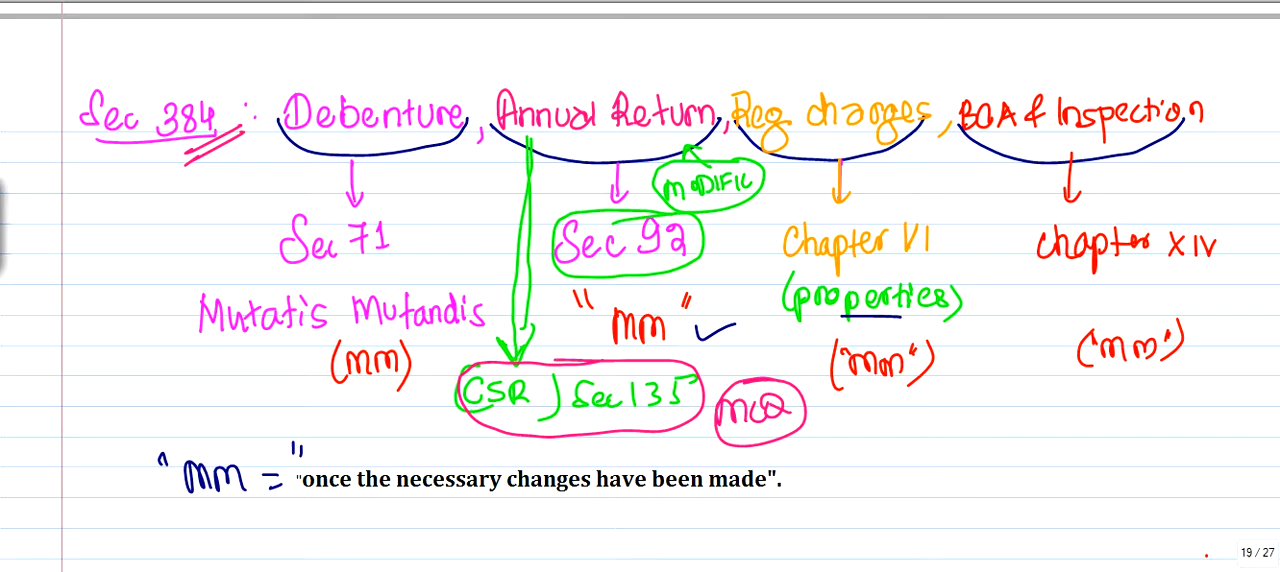 Sec 384 : Debenture, Annual Return, Reg. charges, BOA & Inspection
MODIFIC
Sec 71 Sec 92 Chapter VI chapter XIV
(properties)
Mutatis Mutandis "MM"
(MM) ("MM") ("MM")
(CSR) Sec 135 MCQ
"MM = "
"once the necessary changes have been made".
19 / 27